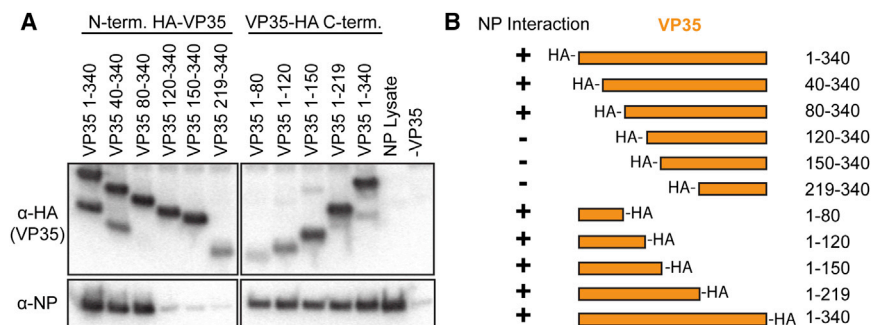 A
N-term. HA-VP35
VP35-HA C-term.
VP35 1-340
VP35 40-340
VP35 80-340
VP35 120-340
VP35 150-340
VP35 219-340
VP35 1-80
VP35 1-120
VP35 1-150
VP35 1-219
VP35 1-340
NP Lysate
-VP35
α-HA
(VP35)
α-NP
B
NP Interaction
VP35
+ HA- 1-340
+ HA- 40-340
+ HA- 80-340
- HA- 120-340
- HA- 150-340
- HA- 219-340
+ -HA 1-80
+ -HA 1-120
+ -HA 1-150
+ -HA 1-219
+ -HA 1-340